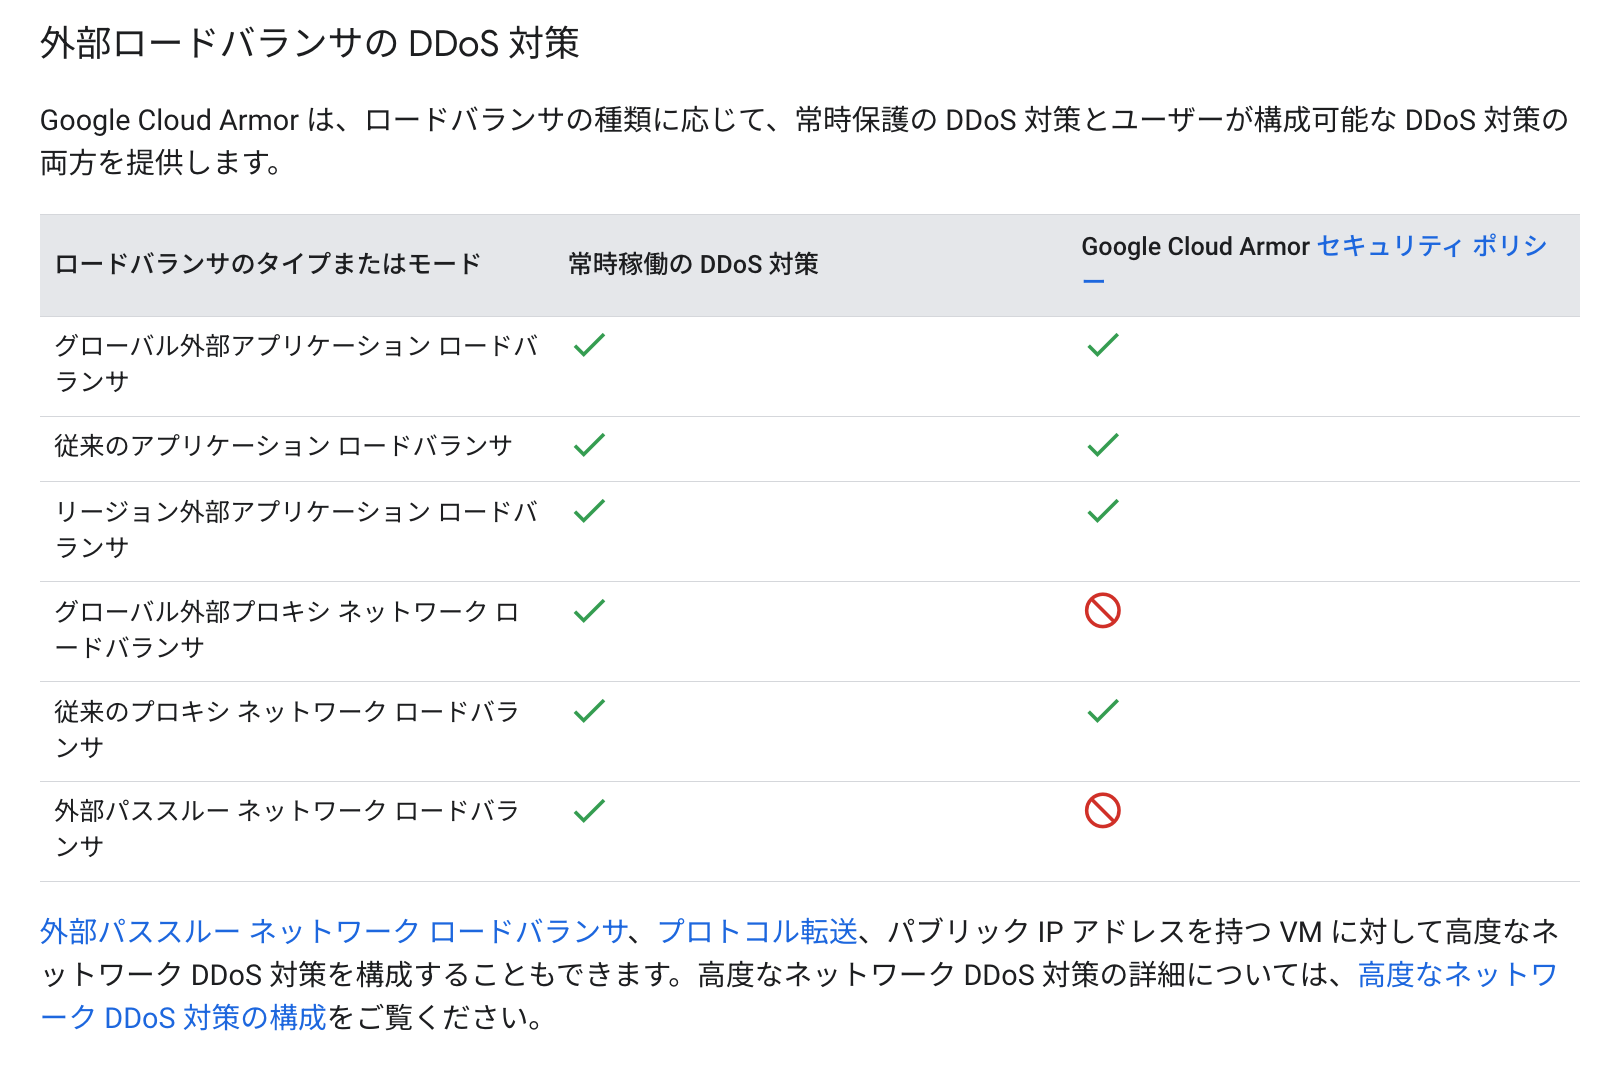 外部ロードバランサの DDoS 対策
Google Cloud Armor は、ロードバランサの種類に応じて、常時保護の DDoS 対策とユーザーが構成可能な DDoS 対策の
両方を提供します。
ロードバランサのタイプまたはモード
常時稼働の DDoS 対策
Google Cloud Armor セキュリティ ポリシ
ー
グローバル外部アプリケーション ロードバ
ランサ
従来のアプリケーション ロードバランサ
リージョン外部アプリケーション ロードバ
ランサ
グローバル外部プロキシ ネットワーク ロ
ードバランサ
従来のプロキシ ネットワーク ロードバラ
ンサ
外部パススルー ネットワーク ロードバラ
ンサ
外部パススルー ネットワーク ロードバランサ、プロトコル転送、パブリック IP アドレスを持つ VM に対して高度なネ
ットワーク DDoS 対策を構成することもできます。高度なネットワーク DDoS 対策の詳細については、高度なネットワ
ーク DDoS 対策の構成をご覧ください。